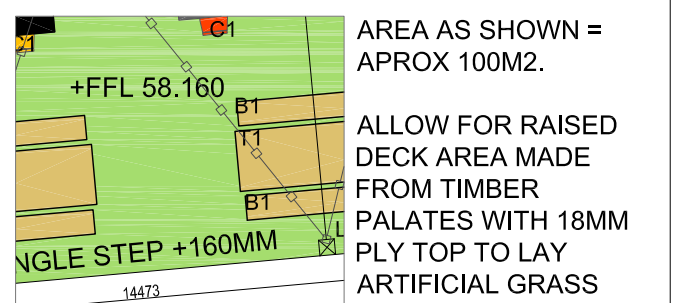 C1
+FFL 58.160
B1
T1
B1
NGLE STEP +160MM
14473
AREA AS SHOWN =
APROX 100M2.
ALLOW FOR RAISED
DECK AREA MADE
FROM TIMBER
PALATES WITH 18MM
PLY TOP TO LAY
ARTIFICIAL GRASS